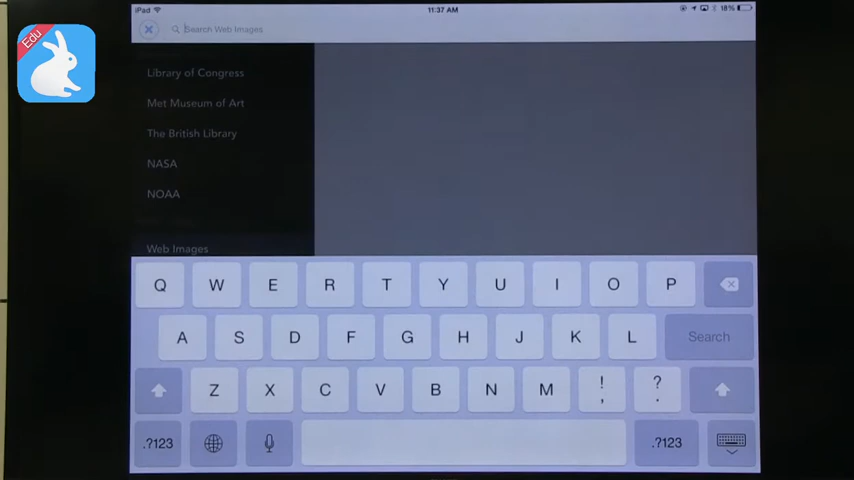 Edu
iPad 11:37 AM 18%
Search Web Images
Library of Congress
Met Museum of Art
The British Library
NASA
NOAA
Web Images
Q W E R T Y U I O P
A S D F G H J K L Search
Z X C V B N M ! , ? .
.?123 .?123